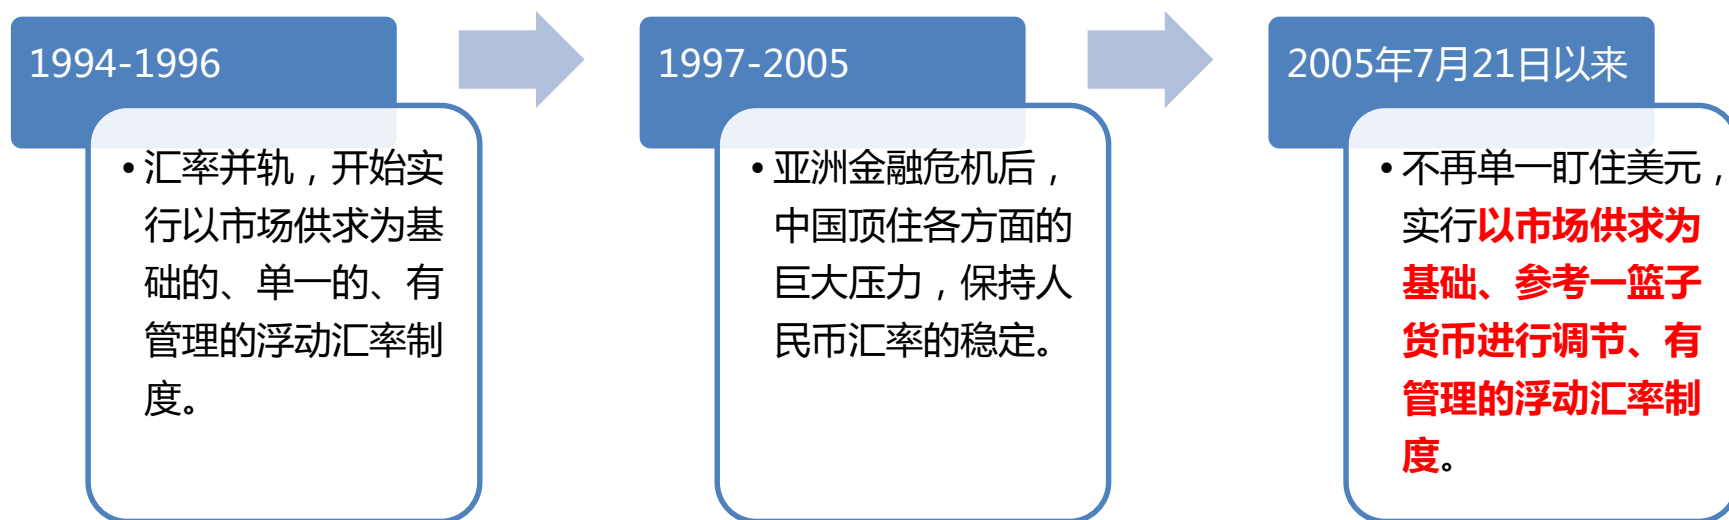 1994-1996
•汇率并轨，开始实
行以市场供求为基
础的、单一的、有
管理的浮动汇率制
度。
1997-2005
•亚洲金融危机后，
中国顶住各方面的
巨大压力，保持人
民币汇率的稳定。
2005年7月21日以来
•不再单一盯住美元，
实行以市场供求为
基础、参考一篮子
货币进行调节、有
管理的浮动汇率制
度。